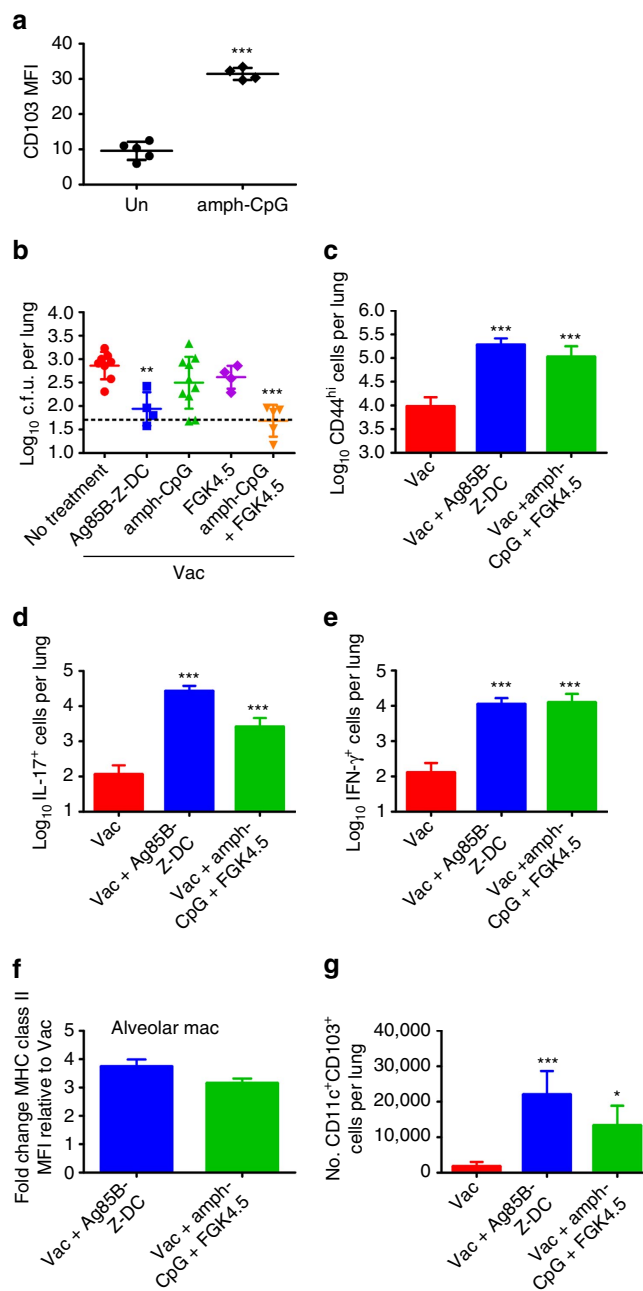 a
***
CD103 MFI
40
30
20
10
0
Un
amph-CpG
b
Log10 c.f.u. per lung
4.0
3.5
3.0
2.5
2.0
1.5
1.0
**
***
No treatment
Ag85B-Z-DC
amph-CpG
FGK4.5
amph-CpG
+ FGK4.5
Vac
c
Log10 CD44hi cells per lung
6.0
5.5
5.0
4.5
4.0
3.5
3.0
***
***
Vac
Vac + Ag85B-
Z-DC
Vac +amph-
CpG + FGK4.5
d
Log10 IL-17+ cells per lung
5
4
3
2
1
***
***
Vac
Vac + Ag85B-
Z-DC
Vac + amph-
CpG + FGK4.5
e
Log10 IFN-γ+ cells per lung
5
4
3
2
1
***
***
Vac
Vac + Ag85B-
Z-DC
Vac +amph-
CpG + FGK4.5
f
Fold change MHC class II
MFI relative to Vac
5
4
3
2
1
0
Alveolar mac
Vac + Ag85B-
Z-DC
Vac + amph-
CpG + FGK4.5
g
No. CD11c+CD103+
cells per lung
40,000
30,000
20,000
10,000
0
***
*
Vac
Vac + Ag85B-
Z-DC
Vac + amph-
CpG + FGK4.5